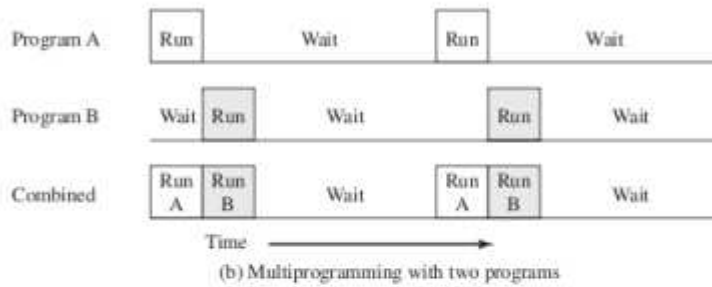 Program A Run Wait Run Wait
Program B Wait Run Wait Run Wait
Combined Run A Run B Wait Run A Run B Wait
Time
(b) Multiprogramming with two programs